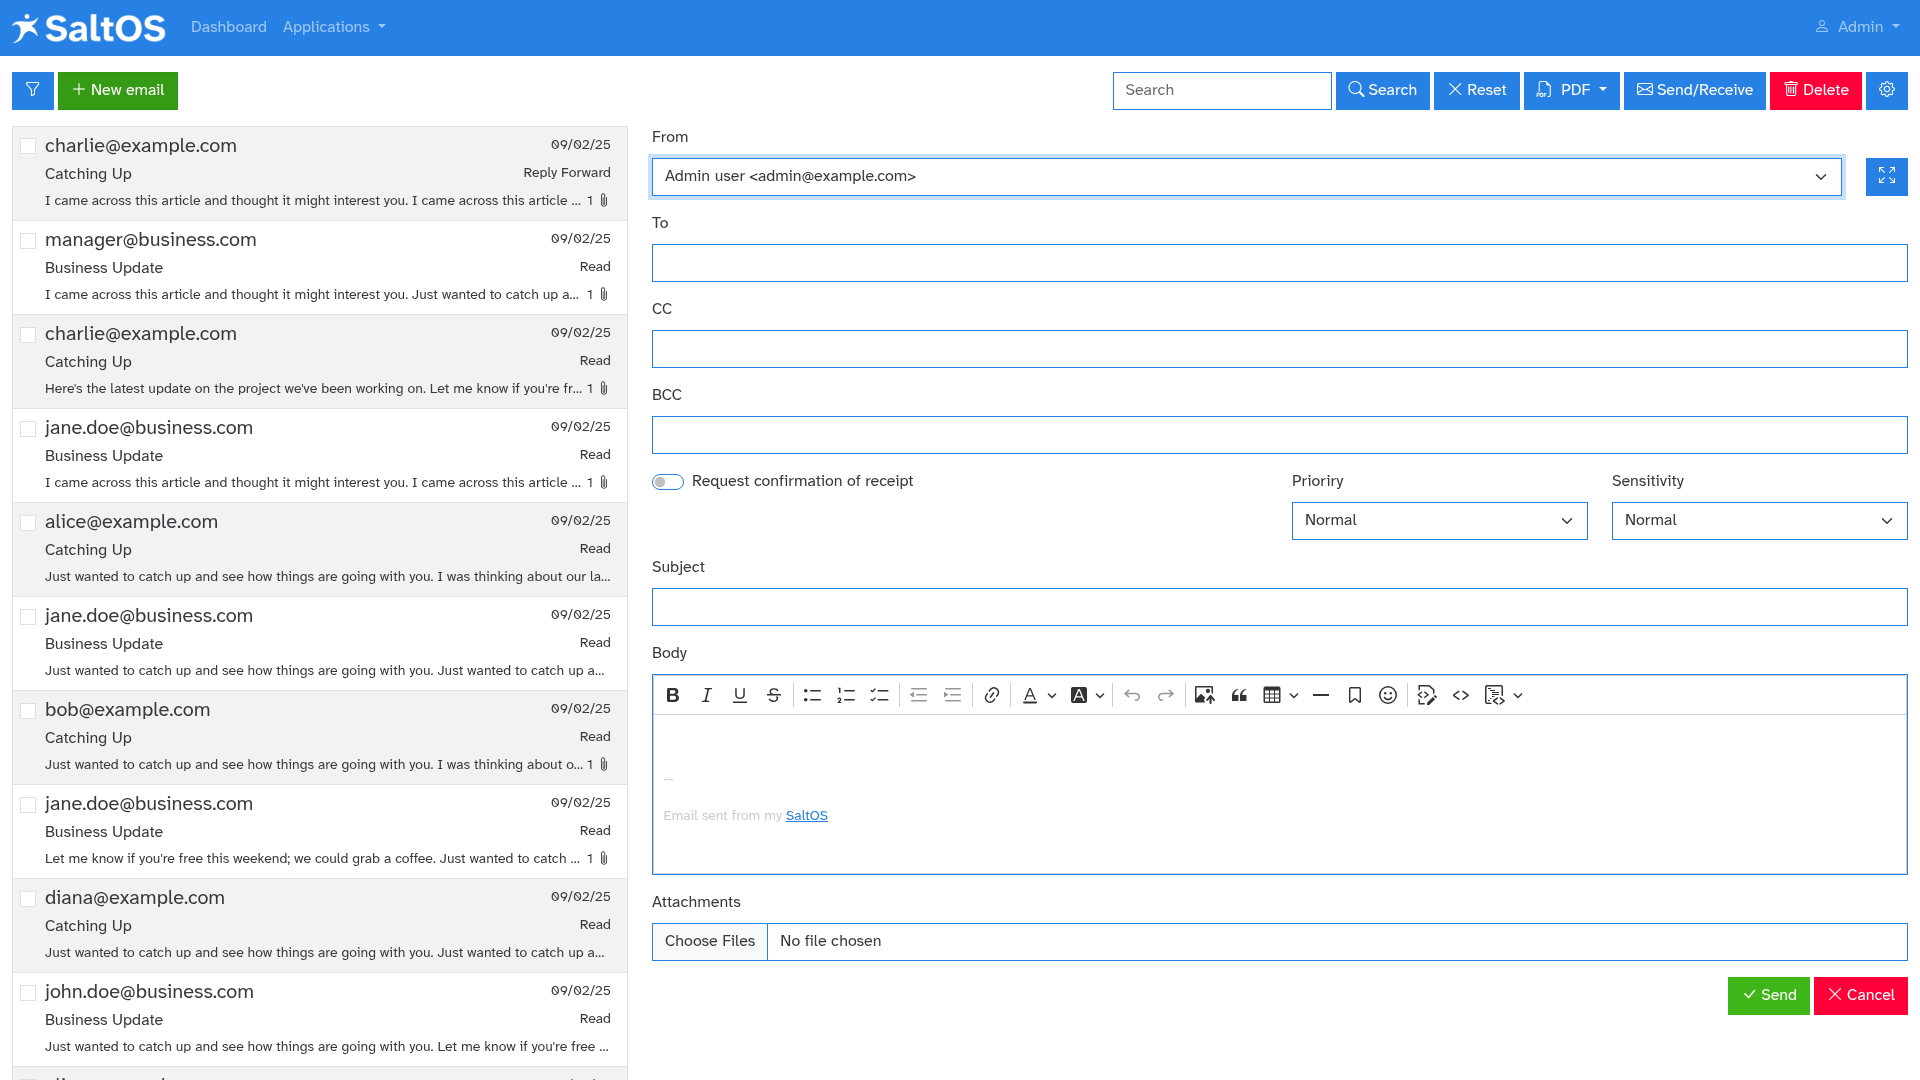 SaltOS Dashboard Applications Admin
New email Search Search Reset PDF Send/Receive Delete
charlie@example.com 09/02/25
Catching Up Reply Forward
I came across this article and thought it might interest you. I came across this article ... 1
manager@business.com 09/02/25
Business Update Read
I came across this article and thought it might interest you. Just wanted to catch up a... 1
charlie@example.com 09/02/25
Catching Up Read
Here's the latest update on the project we've been working on. Let me know if you're fr... 1
jane.doe@business.com 09/02/25
Business Update Read
I came across this article and thought it might interest you. I came across this article ... 1
alice@example.com 09/02/25
Catching Up Read
Just wanted to catch up and see how things are going with you. I was thinking about our la...
jane.doe@business.com 09/02/25
Business Update Read
Just wanted to catch up and see how things are going with you. Just wanted to catch up a...
bob@example.com 09/02/25
Catching Up Read
Just wanted to catch up and see how things are going with you. I was thinking about o... 1
jane.doe@business.com 09/02/25
Business Update Read
Let me know if you're free this weekend; we could grab a coffee. Just wanted to catch ... 1
diana@example.com 09/02/25
Catching Up Read
Just wanted to catch up and see how things are going with you. Just wanted to catch up a...
john.doe@business.com 09/02/25
Business Update Read
Just wanted to catch up and see how things are going with you. Let me know if you're free ...
From
Admin user <admin@example.com>
To
CC
BCC
Request confirmation of receipt
Prioriry
Normal
Sensitivity
Normal
Subject
Body
--
Email sent from my SaltOS
Attachments
Choose Files No file chosen
Send Cancel